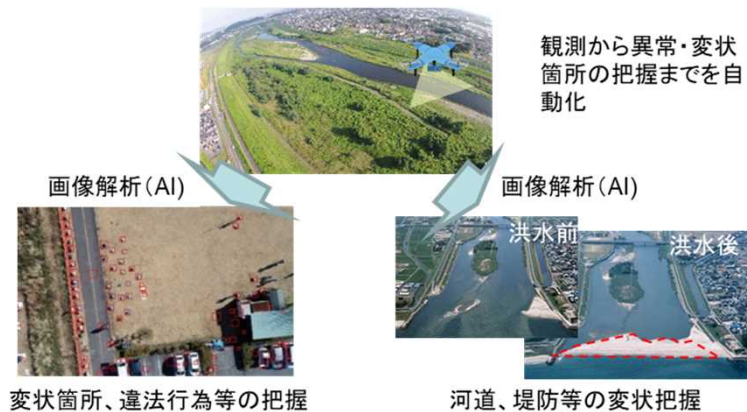 観測から異常・変状
箇所の把握までを自
動化
画像解析(AI)
画像解析(AI)
洪水前
洪水後
変状箇所、違法行為等の把握
河道、堤防等の変状把握